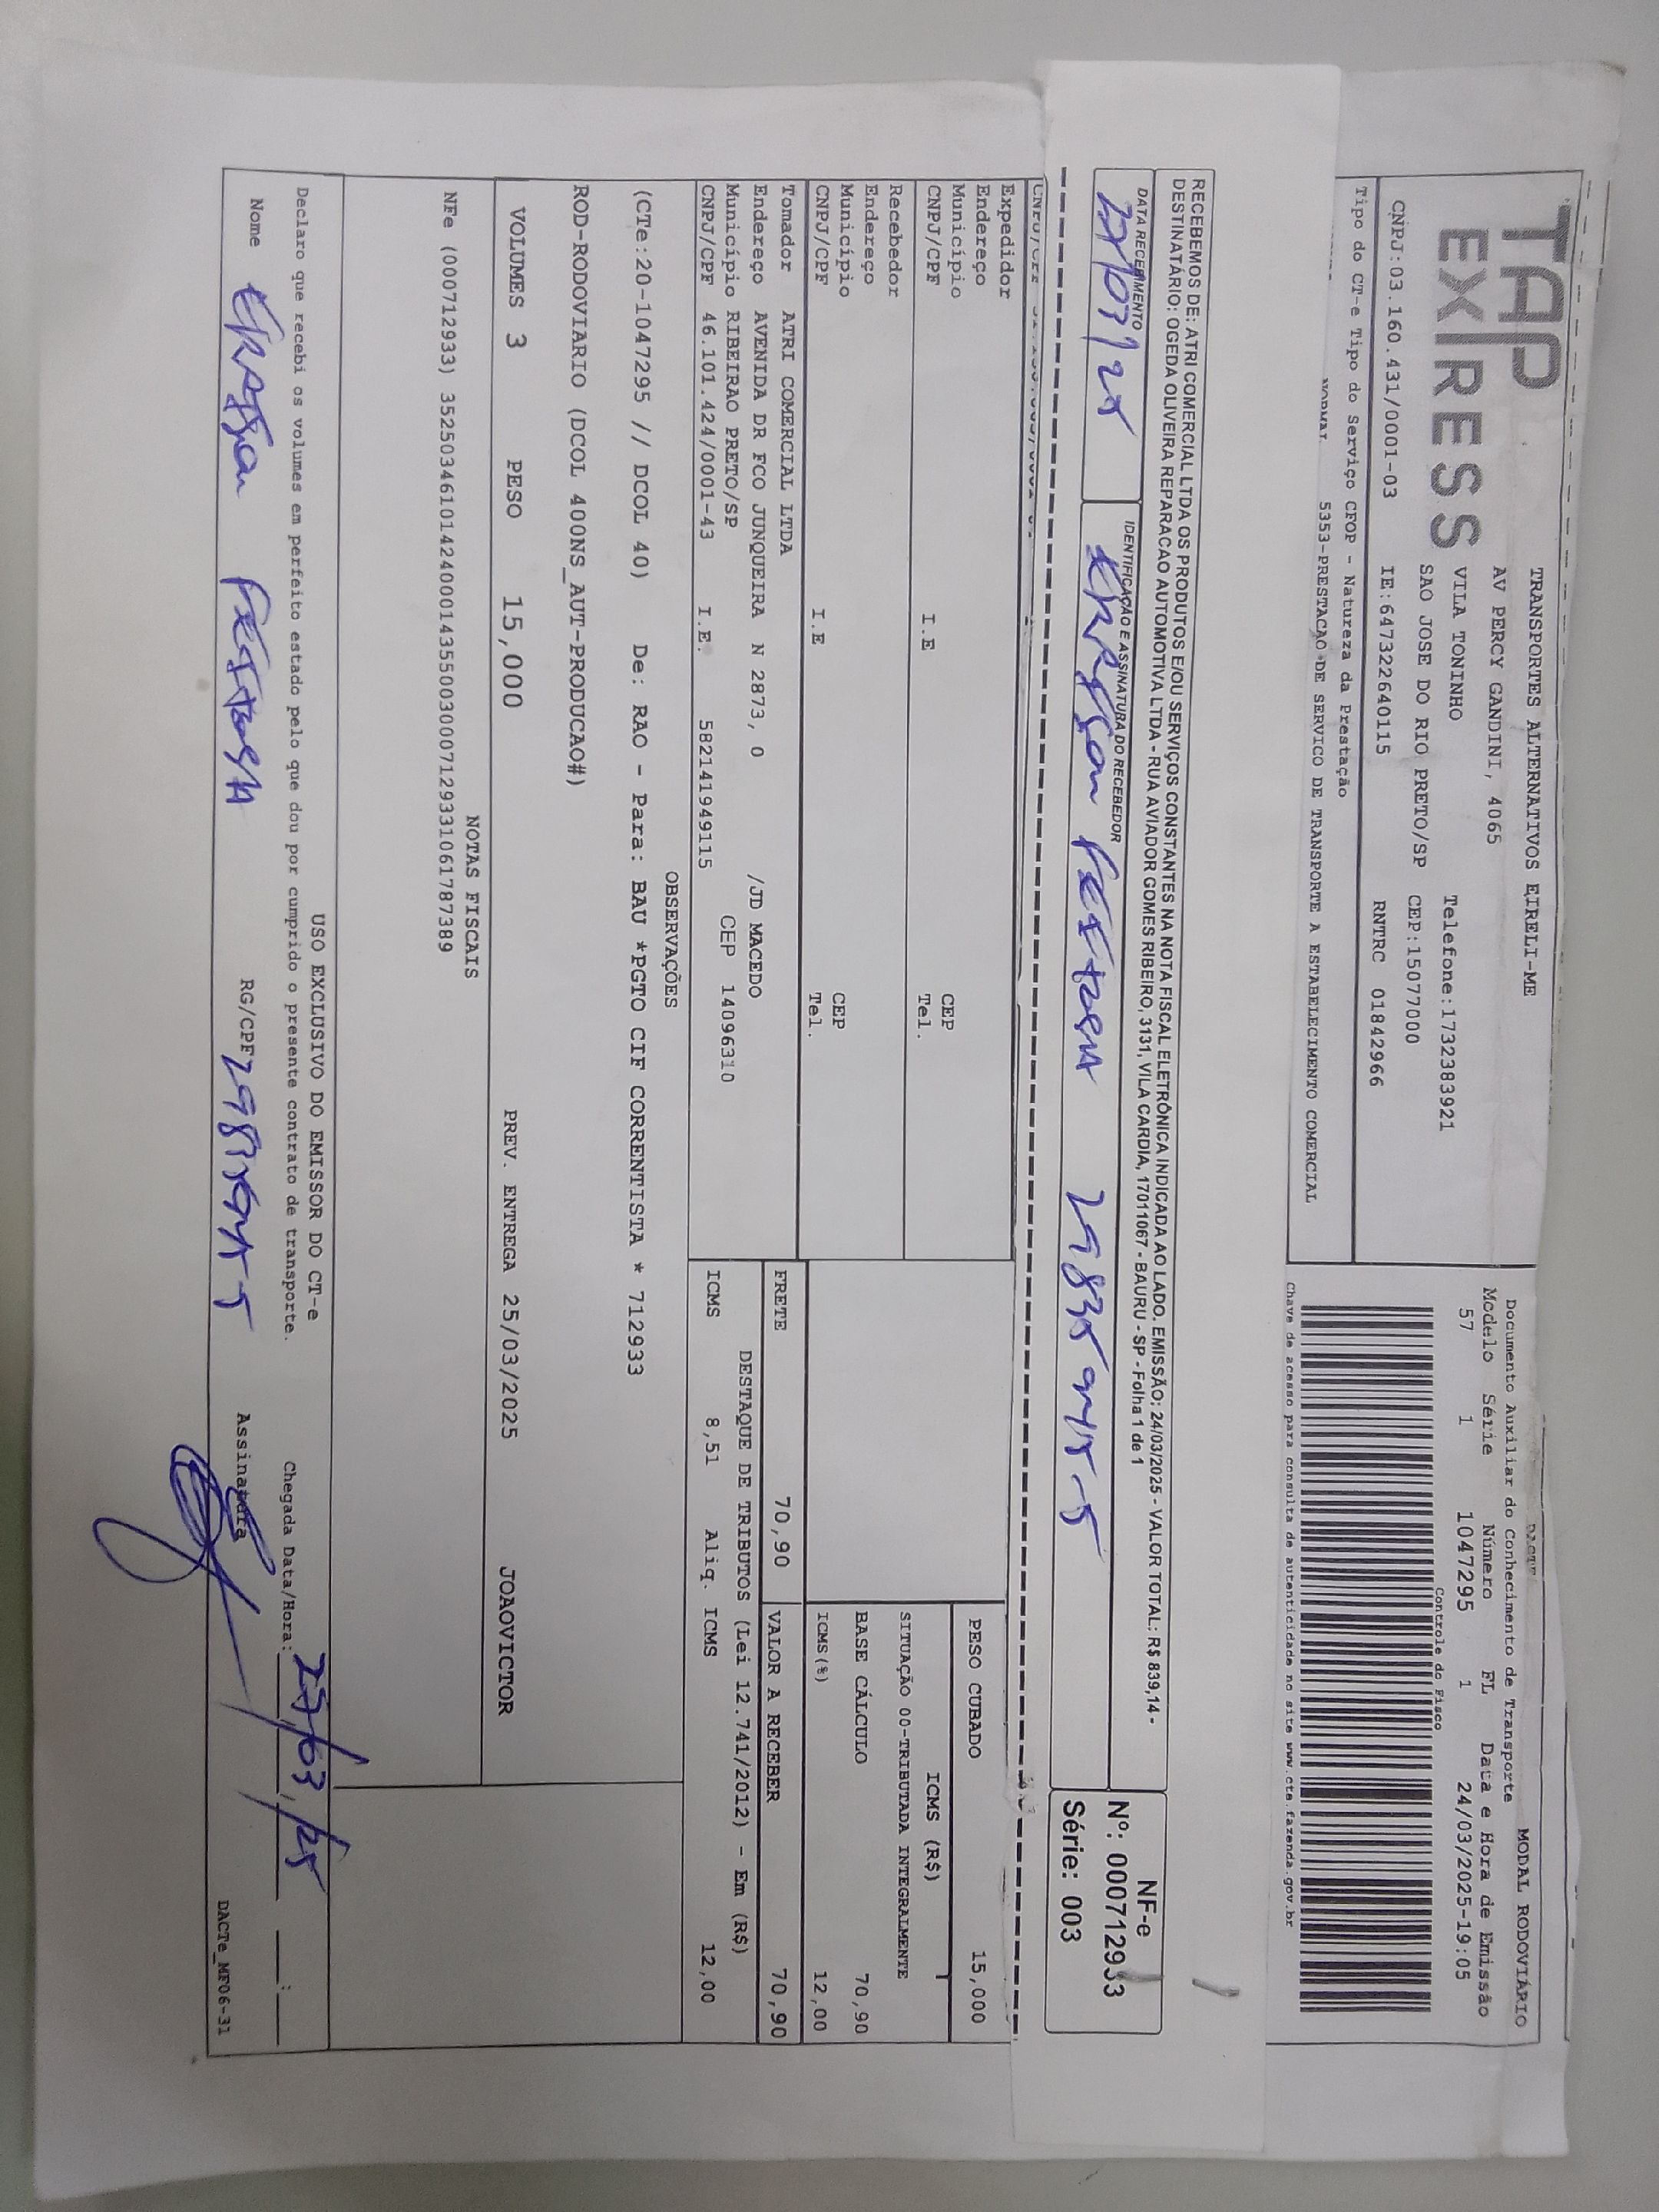 TAP
EXPRESS
TRANSPORTES ALTERNATIVOS EIRELI-ME
AV PERCY GANDINI, 4065
VILA TONINHO
SAO JOSE DO RIO PRETO/SP
Telefone:1732383921
CEP:15077000
CNPJ:03.160.431/0001-03 IE:647322640115 RNTRC 01842966
Tipo do CT-e Tipo do Serviço CFOP - Natureza da Prestação
NORMAL 5353-PRESTACAO DE SERVICO DE TRANSPORTE A ESTABELECIMENTO COMERCIAL
DACTE MODAL RODOVIÁRIO
Documento Auxiliar do Conhecimento de Transporte
Modelo Série Número FL Data e Hora de Emissão
57 1 1047295 1 24/03/2025-19:05
Controle do Fisco
Chave de acesso para consulta de autenticidade no site www.cte.fazenda.gov.br
RECEBEMOS DE: ATRI COMERCIAL LTDA OS PRODUTOS E/OU SERVIÇOS CONSTANTES NA NOTA FISCAL ELETRÔNICA INDICADA AO LADO. EMISSÃO: 24/03/2025 - VALOR TOTAL: R$ 839,14 -
DESTINATÁRIO: OGEDA OLIVEIRA REPARACAO AUTOMOTIVA LTDA - RUA AVIADOR GOMES RIBEIRO, 3131, VILA CARDIA, 17011067 - BAURU - SP - Folha 1 de 1
DATA RECEBIMENTO IDENTIFICAÇÃO E ASSINATURA DO RECEBEDOR
NF-e
Nº: 000712933
Série: 003
Expedidor
Endereço
Município CEP
CNPJ/CPF I.E Tel.
Recebedor
Endereço
Município CEP
CNPJ/CPF I.E Tel.
PESO CUBADO 15,000
ICMS (R$)
SITUAÇÃO 00-TRIBUTADA INTEGRALMENTE
BASE CÁLCULO 70,90
ICMS(%) 12,00
Tomador ATRI COMERCIAL LTDA
Endereço AVENIDA DR FCO JUNQUEIRA N 2873, 0 /JD MACEDO
Município RIBEIRAO PRETO/SP CEP 14096310
CNPJ/CPF 46.101.424/0001-43 I.E. 582141949115
FRETE 70,90 VALOR A RECEBER 70,90
DESTAQUE DE TRIBUTOS (Lei 12.741/2012) - Em (R$)
ICMS 8,51 Aliq. ICMS 12,00
OBSERVAÇÕES
(CTe:20-1047295 // DCOL 40) De: RAO - Para: BAU *PGTO CIF CORRENTISTA * 712933
ROD-RODOVIARIO (DCOL 400NS_AUT-PRODUCAO#)
VOLUMES 3 PESO 15,000 PREV. ENTREGA 25/03/2025 JOAOVICTOR
NOTAS FISCAIS
NFe (000712933) 35250346101424000143550030007129331061787389
USO EXCLUSIVO DO EMISSOR DO CT-e
Declaro que recebi os volumes em perfeito estado pelo que dou por cumprido o presente contrato de transporte. Chegada Data/Hora: 25/03/25
Nome RG/CPF Assinatura
DACTe_MF06-31